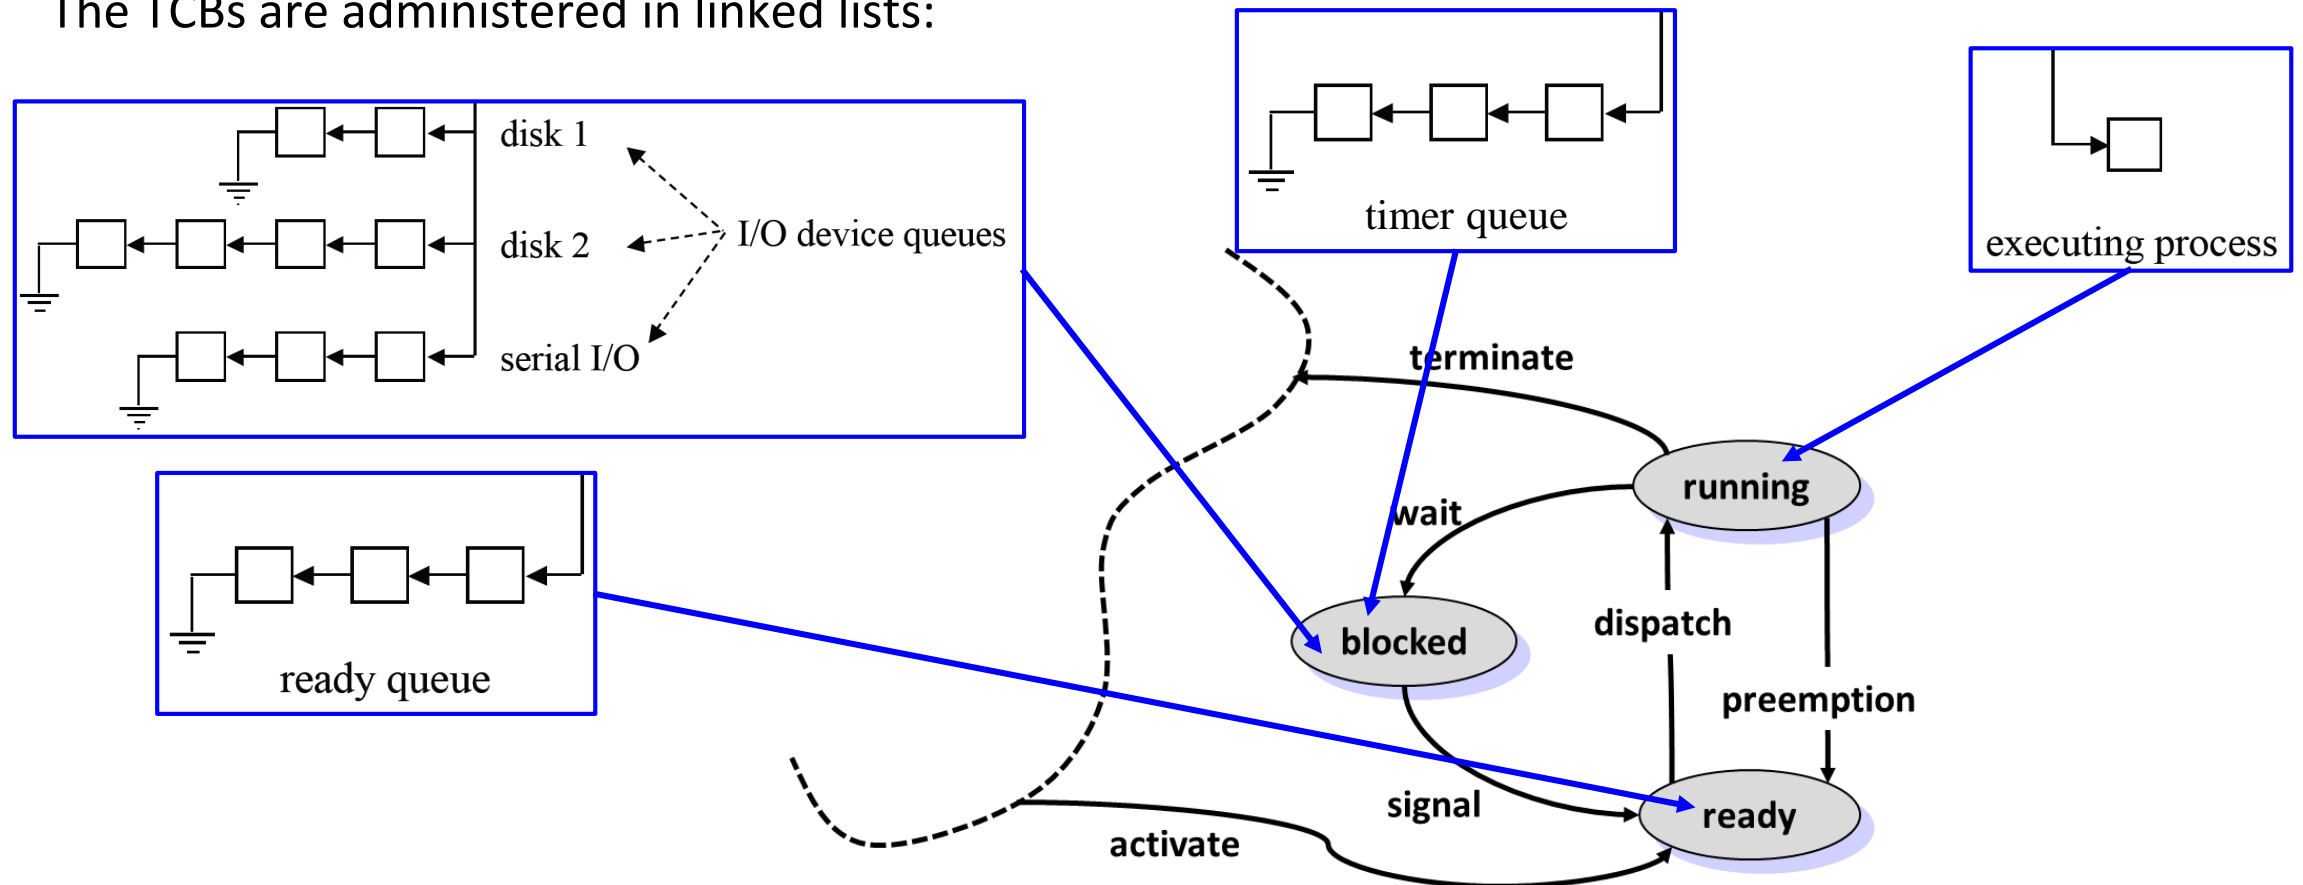 The TCBs are administered in linked lists:
disk 1
disk 2
serial I/O
I/O device queues
timer queue
executing process
ready queue
terminate
running
wait
blocked
dispatch
preemption
signal
ready
activate